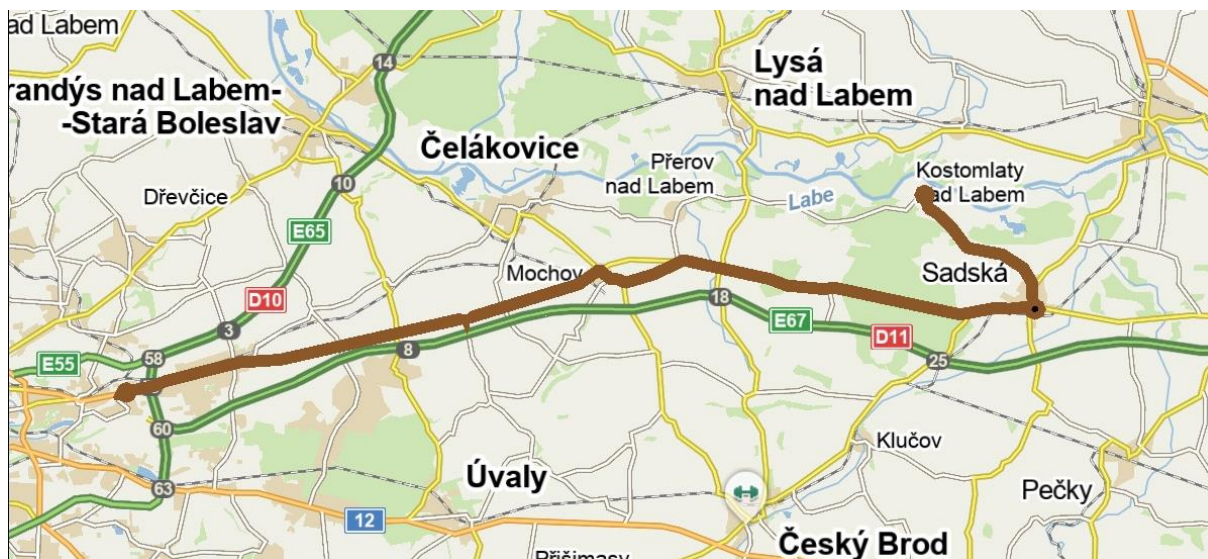 ad Labem
randýs nad Labem-
-Stará Boleslav
14
Lysá
nad Labem
Čelákovice
Přerov
nad Labem
Kostomlaty
nad Labem
Labe
10
Dřevčice
E65
Mochov
Sadská
D10
3
18
E67
D11
58
8
25
E55
60
Klučov
63
Úvaly
Pečky
12
Český Brod
Přišimasy